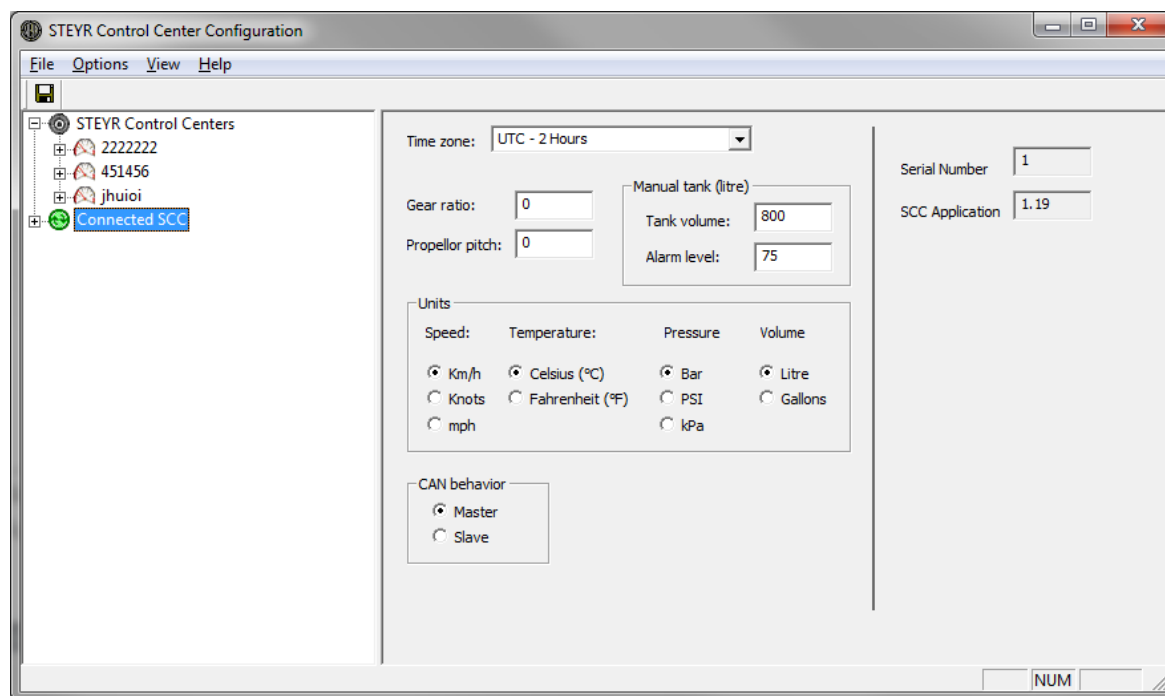 STEYR Control Center Configuration
File Options View Help
STEYR Control Centers
2222222
451456
jhuioi
Connected SCC
Time zone: UTC - 2 Hours
Gear ratio: 0
Propellor pitch: 0
Manual tank (litre)
Tank volume: 800
Alarm level: 75
Serial Number 1
SCC Application 1.19
Units
Speed: Temperature: Pressure Volume
Km/h Celsius (°C) Bar Litre
Knots Fahrenheit (°F) PSI Gallons
mph kPa
CAN behavior
Master
Slave
NUM